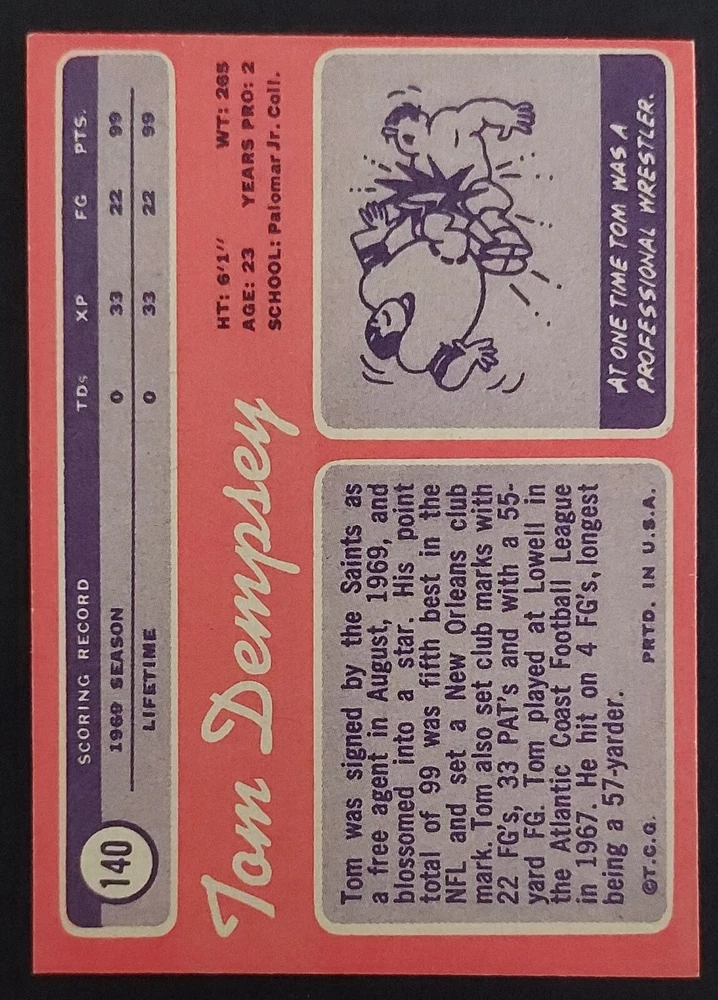 140
SCORING RECORD TDs XP FG PTS.
1969 SEASON 0 33 22 99
LIFETIME 0 33 22 99
Tom Dempsey
HT: 6'1" WT: 265
AGE: 23 YEARS PRO: 2
SCHOOL: Palomar Jr. Coll.
Tom was signed by the Saints as
a free agent in August, 1969, and
blossomed into a star. His point
total of 99 was fifth best in the
NFL and set a New Orleans club
mark. Tom also set club marks with
22 FG's, 33 PAT's and with a 55-
yard FG. Tom played at Lowell in
the Atlantic Coast Football League
in 1967. He hit on 4 FG's, longest
being a 57-yarder.
©T.C.G. PRTD. IN U.S.A.
AT ONE TIME TOM WAS A
PROFESSIONAL WRESTLER.